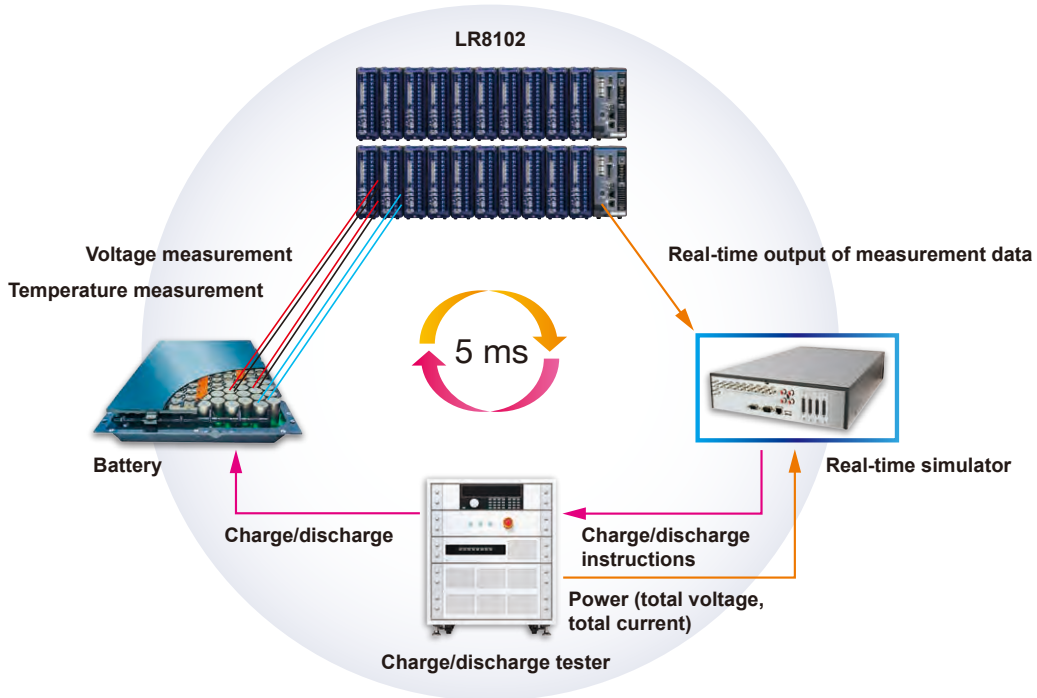 LR8102
Voltage measurement
Temperature measurement
Real-time output of measurement data
5 ms
Battery
Real-time simulator
Charge/discharge
Charge/discharge
instructions
Power (total voltage,
total current)
Charge/discharge tester